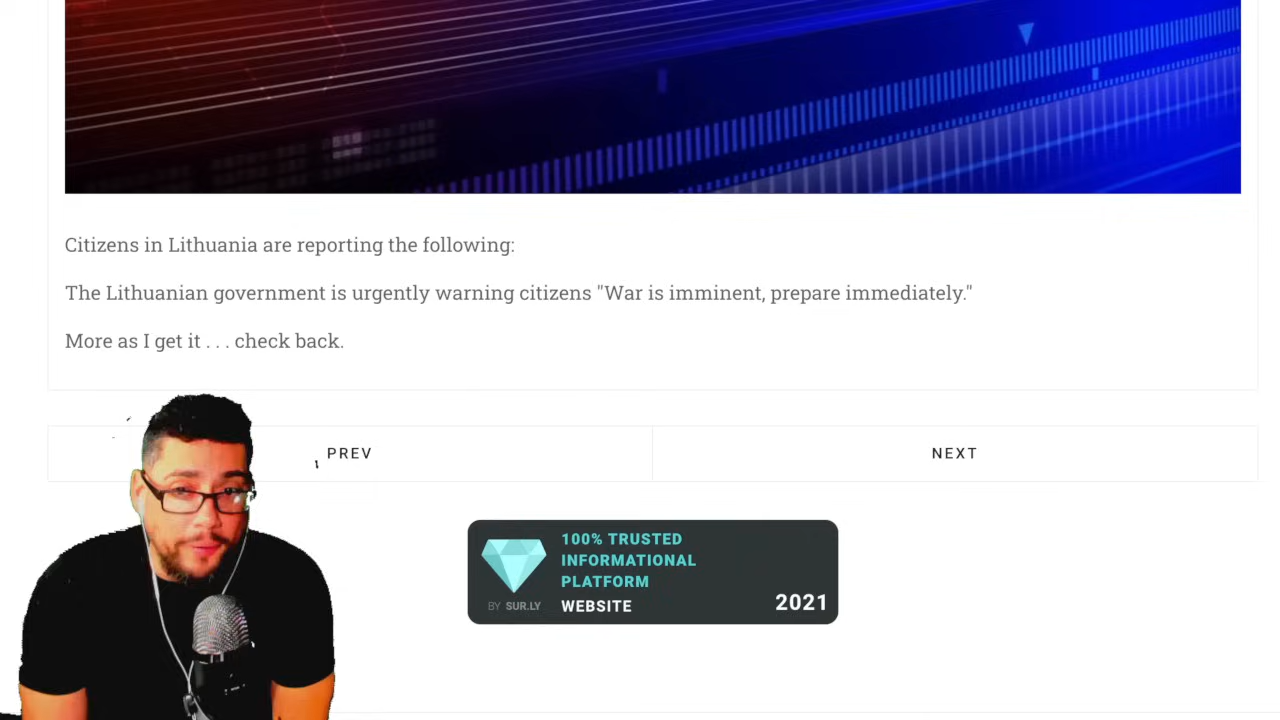 Citizens in Lithuania are reporting the following:
The Lithuanian government is urgently warning citizens "War is imminent, prepare immediately."
More as I get it . . . check back.
PREV
NEXT
100% TRUSTED
INFORMATIONAL
PLATFORM
BY SUR.LY
WEBSITE
2021